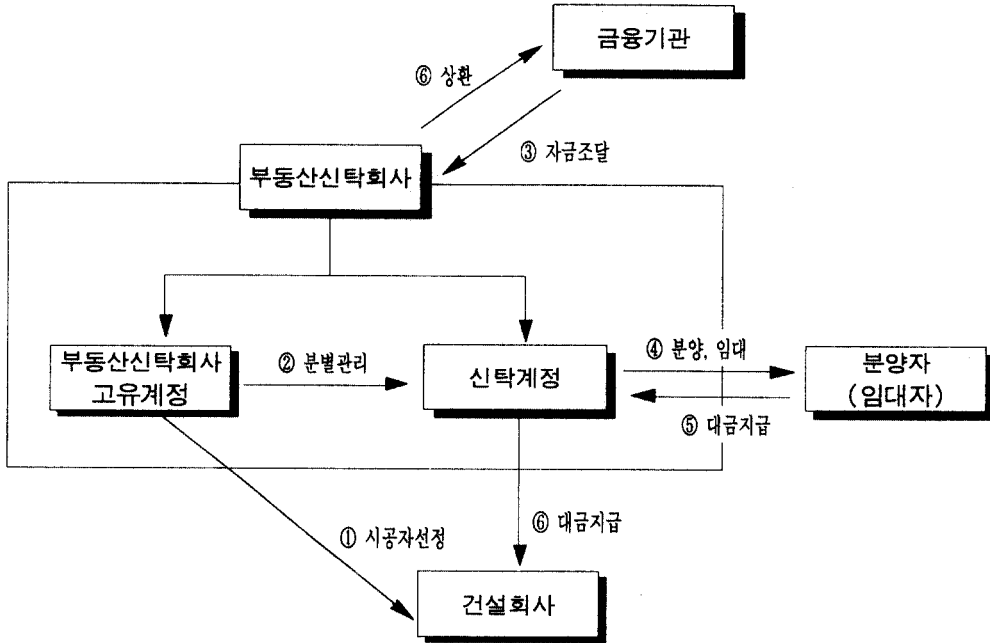 금융기관
⑥ 상환
③ 자금조달
부동산신탁회사
부동산신탁회사
고유계정
② 분별관리
신탁계정
④ 분양, 임대
⑤ 대금지급
분양자
(임대자)
① 시공자선정
⑥ 대금지급
건설회사